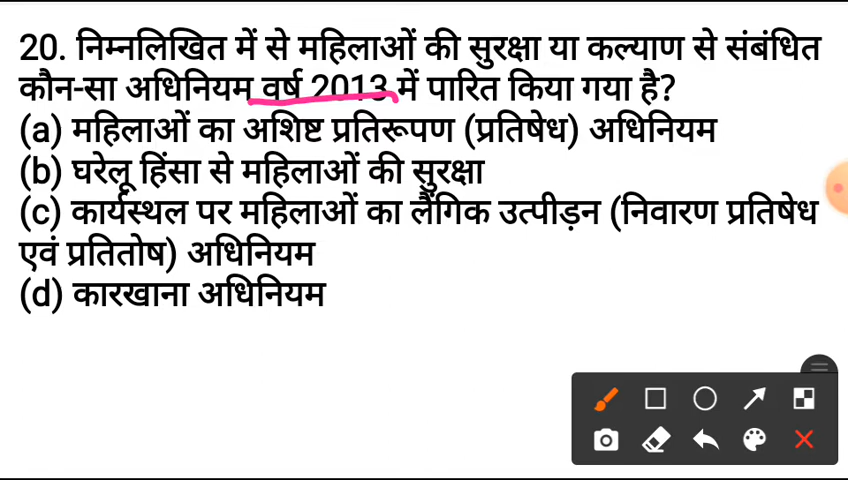 20. निम्नलिखित में से महिलाओं की सुरक्षा या कल्याण से संबंधित
कौन-सा अधिनियम वर्ष 2013 में पारित किया गया है?
(a) महिलाओं का अशिष्ट प्रतिरूपण (प्रतिषेध) अधिनियम
(b) घरेलू हिंसा से महिलाओं की सुरक्षा
(c) कार्यस्थल पर महिलाओं का लैंगिक उत्पीड़न (निवारण प्रतिषेध
एवं प्रतितोष) अधिनियम
(d) कारखाना अधिनियम